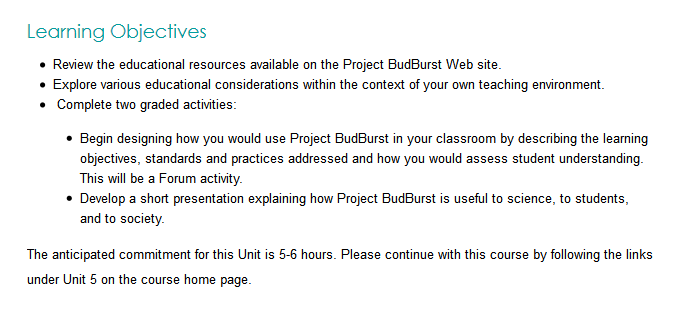 Learning Objectives
Review the educational resources available on the Project BudBurst Web site.
Explore various educational considerations within the context of your own teaching environment.
Complete two graded activities:
Begin designing how you would use Project BudBurst in your classroom by describing the learning
objectives, standards and practices addressed and how you would assess student understanding.
This will be a Forum activity.
Develop a short presentation explaining how Project BudBurst is useful to science, to students,
and to society.
The anticipated commitment for this Unit is 5-6 hours. Please continue with this course by following the links
under Unit 5 on the course home page.